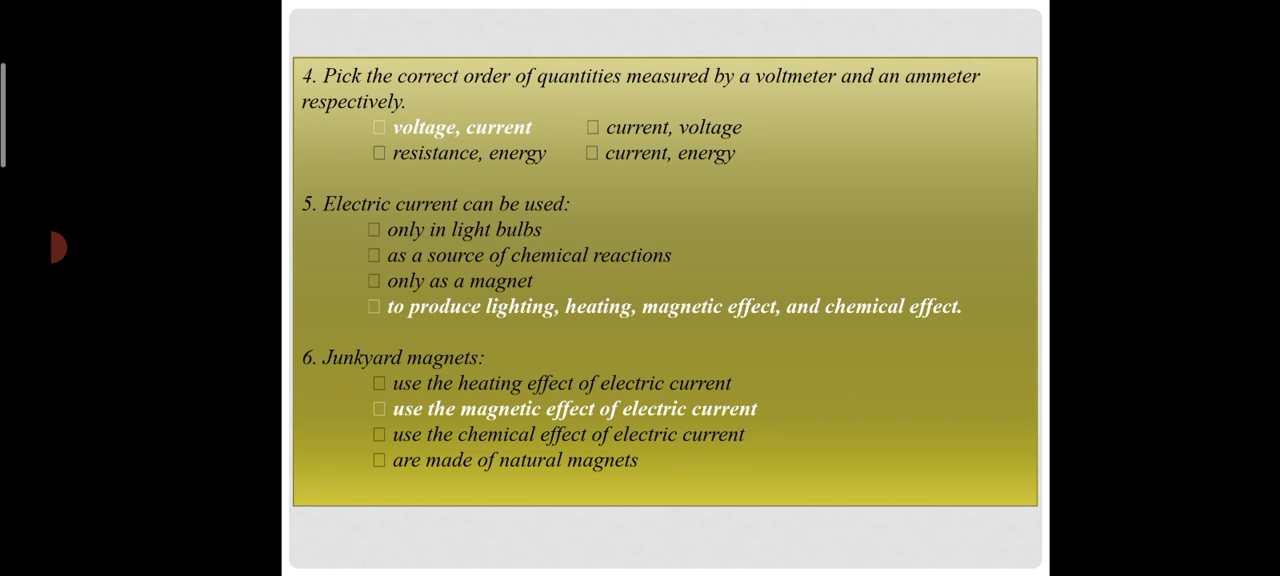 4. Pick the correct order of quantities measured by a voltmeter and an ammeter
respectively.
□ voltage, current □ current, voltage
□ resistance, energy □ current, energy
5. Electric current can be used:
□ only in light bulbs
□ as a source of chemical reactions
□ only as a magnet
□ to produce lighting, heating, magnetic effect, and chemical effect.
6. Junkyard magnets:
□ use the heating effect of electric current
□ use the magnetic effect of electric current
□ use the chemical effect of electric current
□ are made of natural magnets